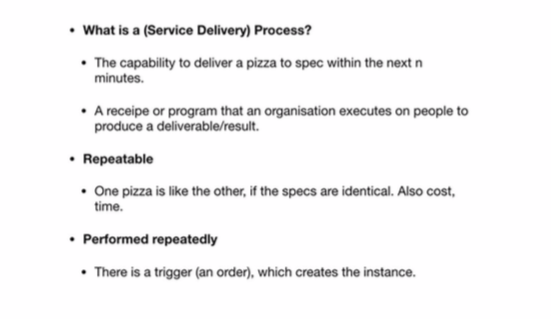 • What is a (Service Delivery) Process?
• The capability to deliver a pizza to spec within the next n
minutes.
• A receipe or program that an organisation executes on people to
produce a deliverable/result.
• Repeatable
• One pizza is like the other, if the specs are identical. Also cost,
time.
• Performed repeatedly
• There is a trigger (an order), which creates the instance.